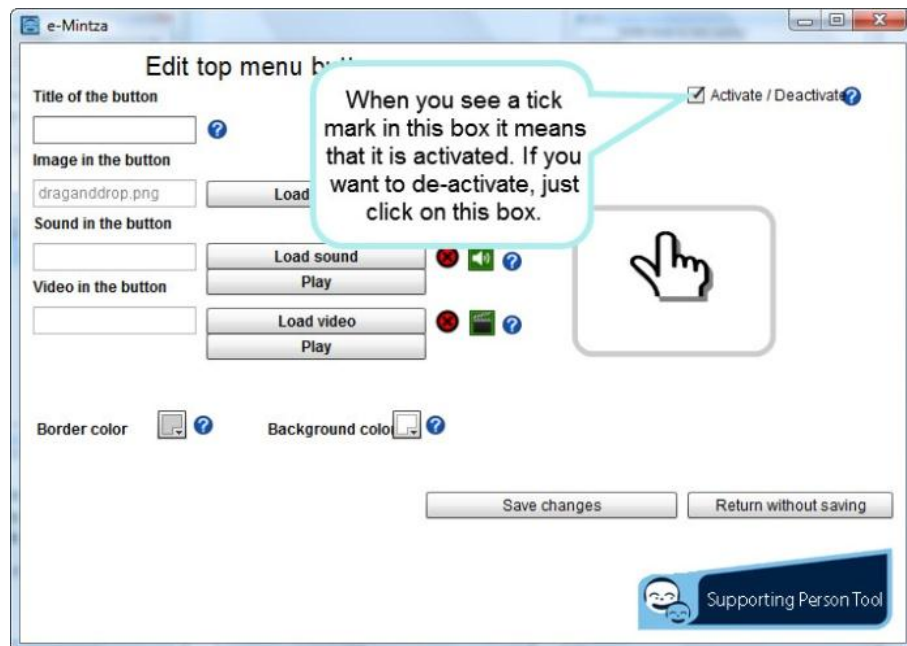 e-Mintza
Edit top menu b
Title of the button
Activate / Deactivate
When you see a tick
mark in this box it means
that it is activated. If you
want to de-activate, just
click on this box.
Image in the button
draganddrop.png
Load
Sound in the button
Load sound
Play
Video in the button
Load video
Play
Border color
Background color
Save changes
Return without saving
Supporting Person Tool